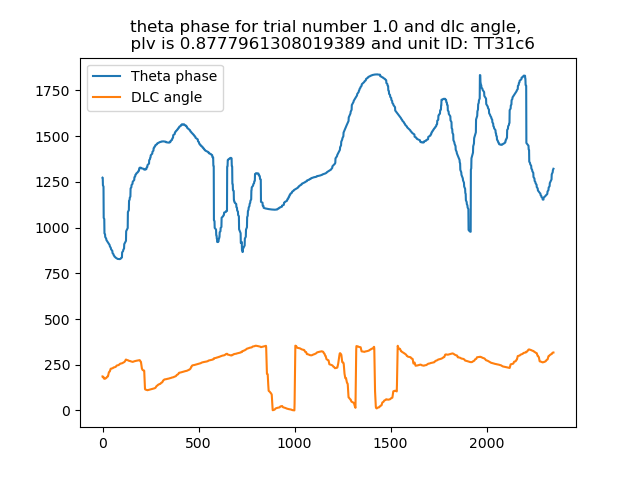 theta phase for trial number 1.0 and dlc angle,
plv is 0.8777961308019389 and unit ID: TT31c6
Theta phase
DLC angle
1750
1500
1250
1000
750
500
250
0
0 500 1000 1500 2000